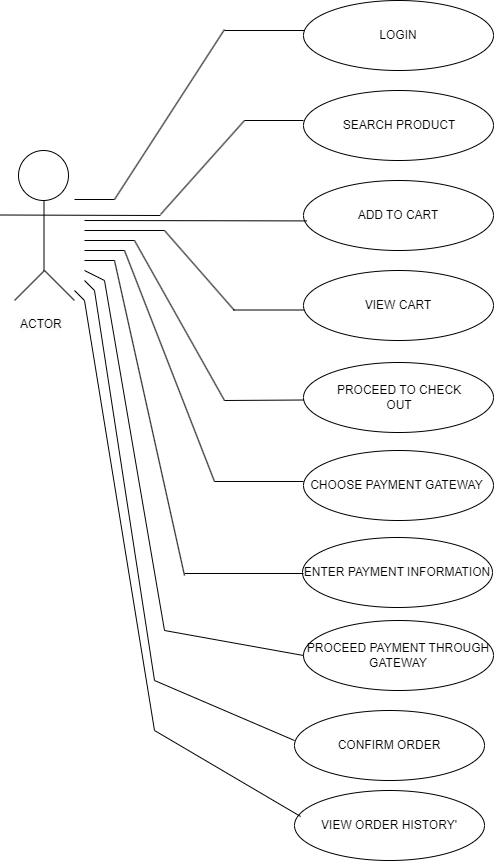 LOGIN
SEARCH PRODUCT
ADD TO CART
VIEW CART
ACTOR
PROCEED TO CHECK
OUT
CHOOSE PAYMENT GATEWAY
ENTER PAYMENT INFORMATION
PROCEED PAYMENT THROUGH
GATEWAY
CONFIRM ORDER
VIEW ORDER HISTORY'